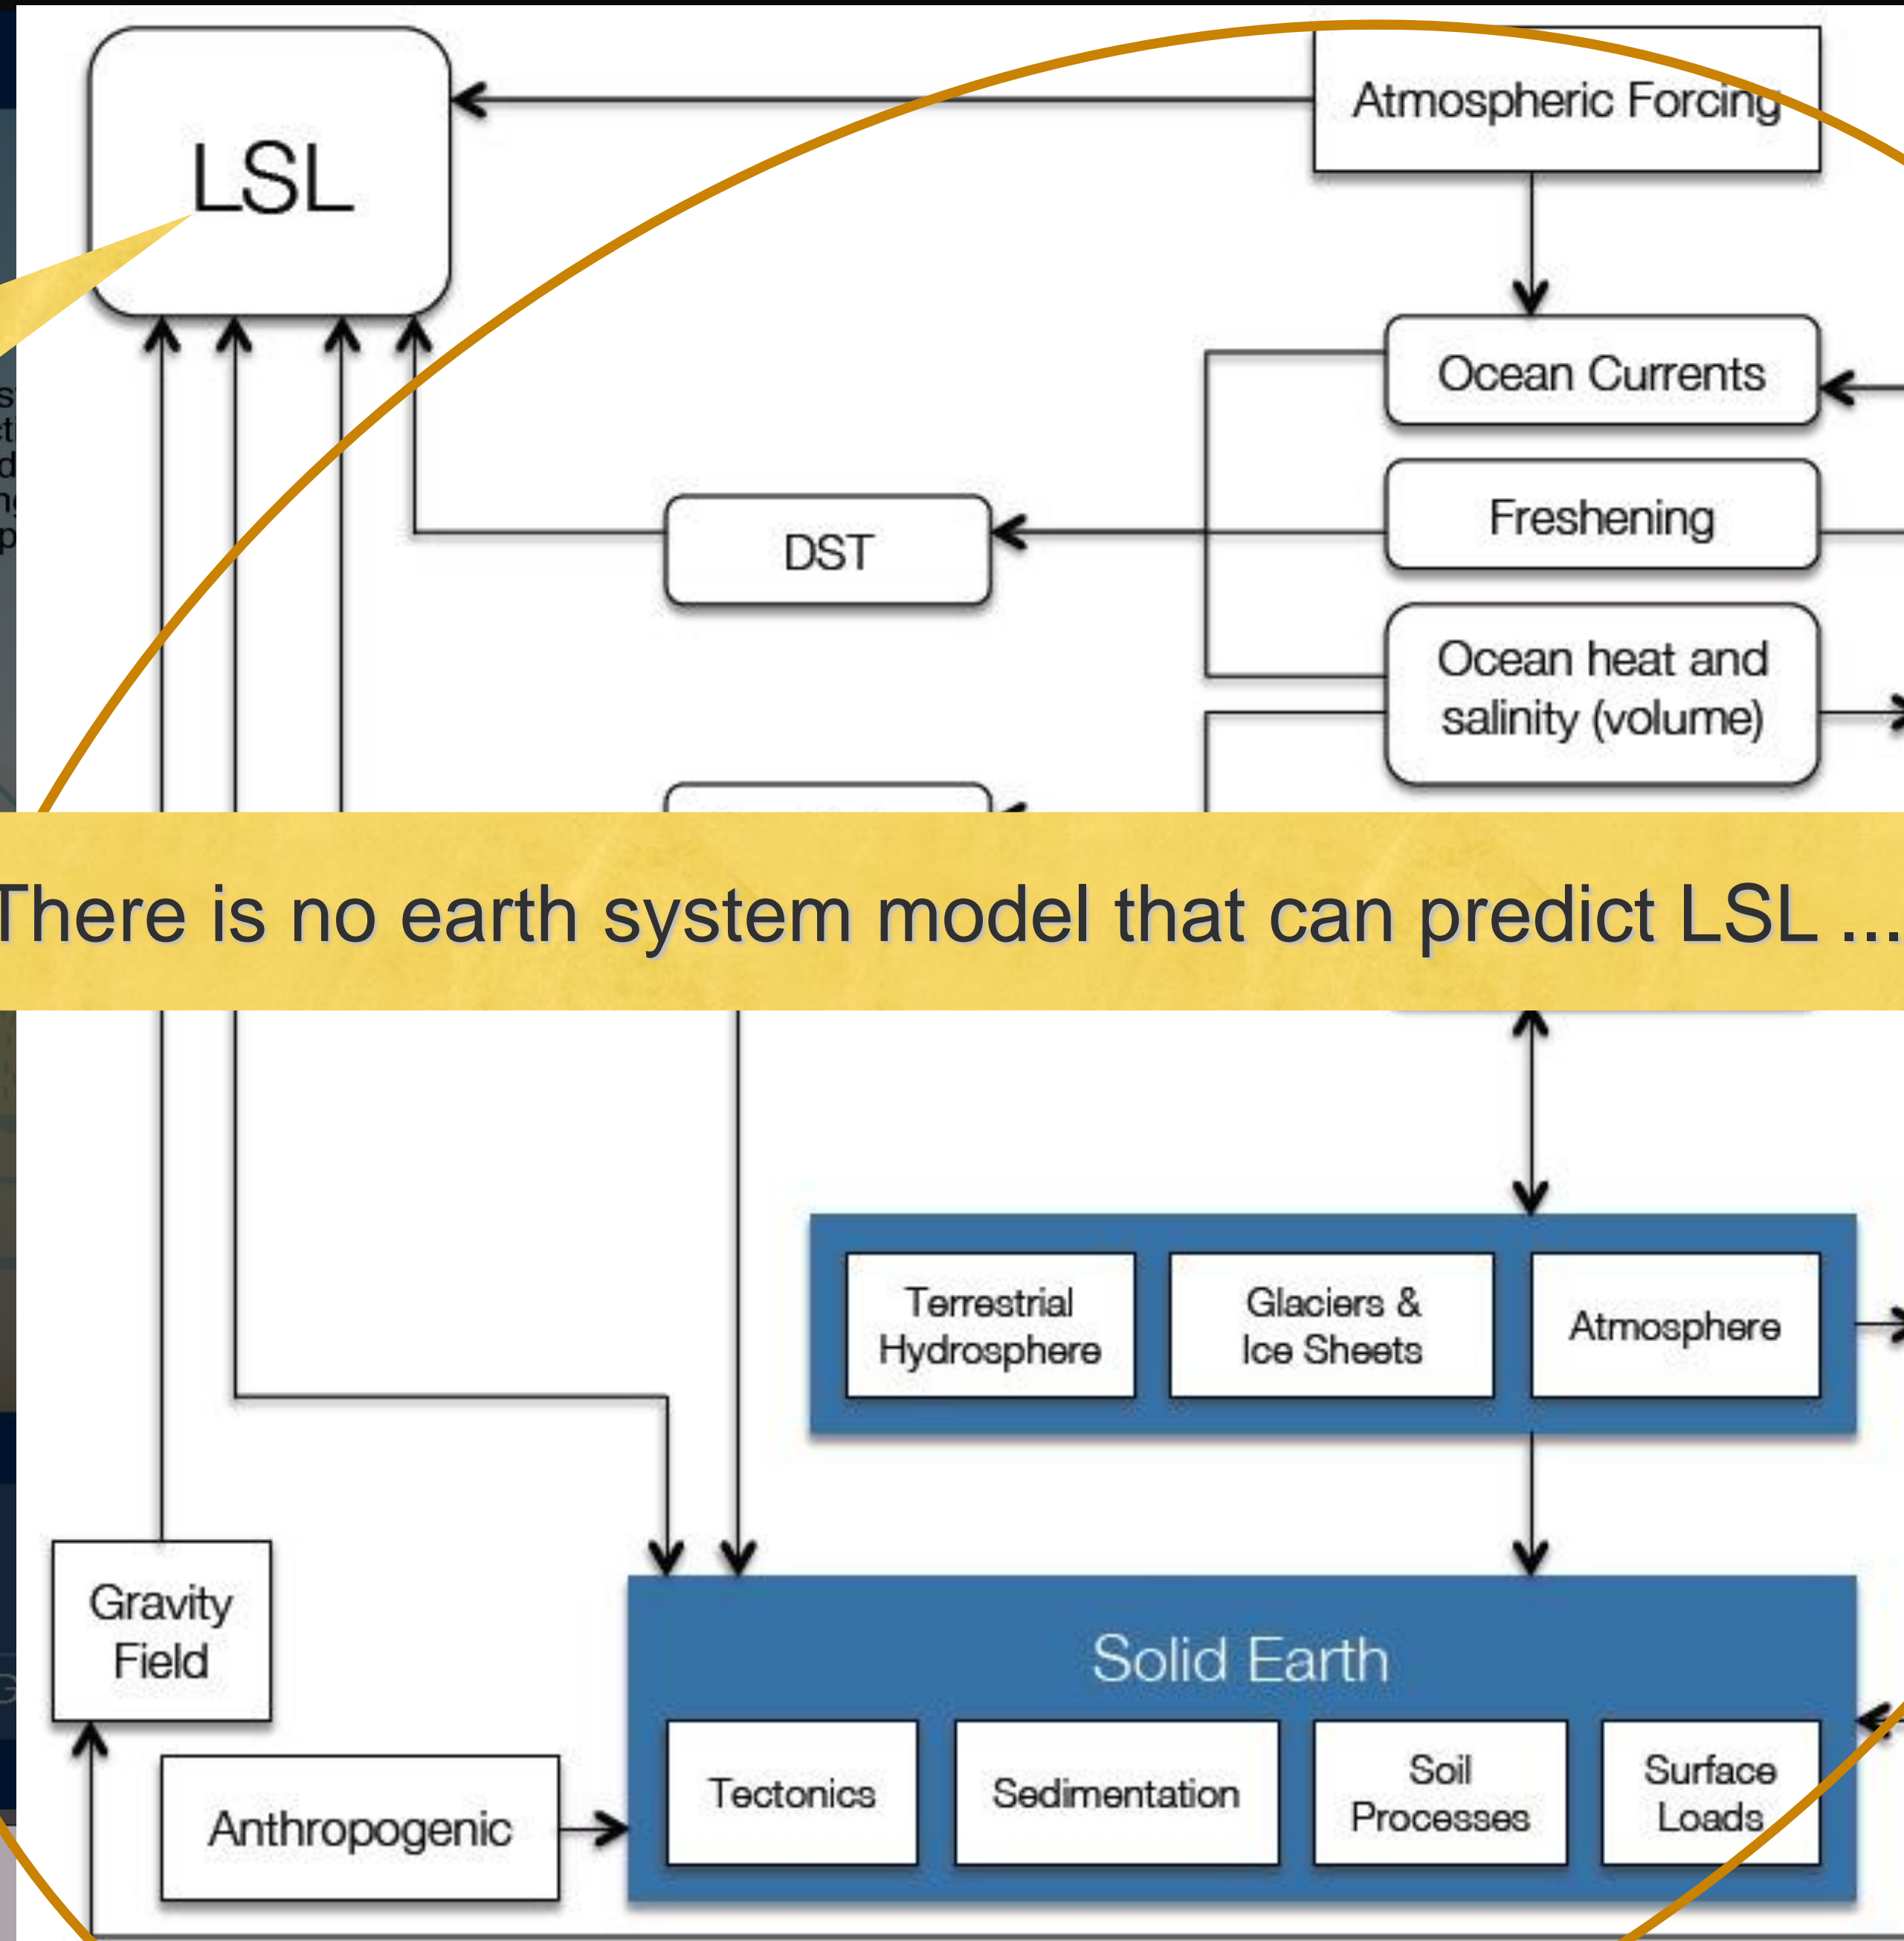 LSL
Atmospheric Forcing
Ocean Currents
Freshening
DST
Ocean heat and
salinity (volume)
There is no earth system model that can predict LSL ...
Terrestrial
Hydrosphere
Glaciers &
Ice Sheets
Atmosphere
Gravity
Field
Solid Earth
Anthropogenic
Tectonics
Sedimentation
Soil
Processes
Surface
Loads